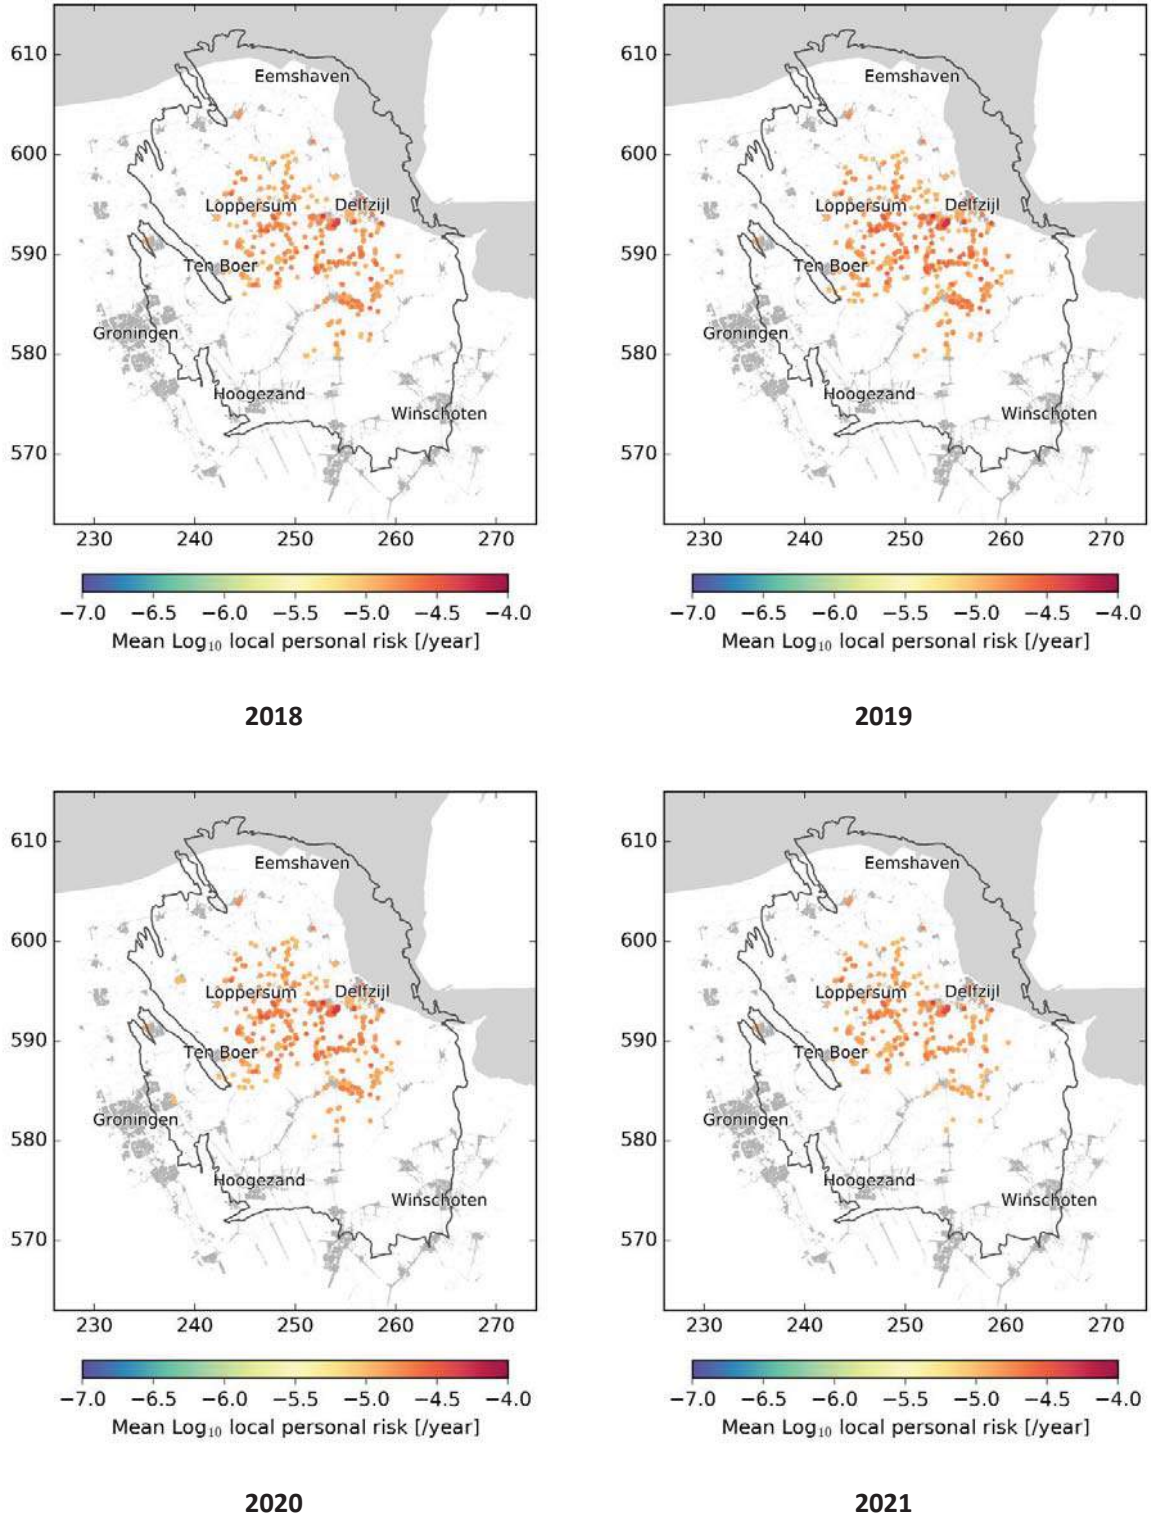 610
Eemshaven
600
Loppersum
Delfzijl
590
Ten Boer
Groningen
580
Hoogezand
Winschoten
570
230 240 250 260 270
−7.0 −6.5 −6.0 −5.5 −5.0 −4.5 −4.0
Mean Log₁₀ local personal risk [/year]
2018
Eemshaven
600
610
Loppersum
Delfzijl
590
Ten Boer
Groningen
580
Hoogezand
Winschoten
570
230 240 250 260 270
−7.0 −6.5 −6.0 −5.5 −5.0 −4.5 −4.0
Mean Log₁₀ local personal risk [/year]
2019
610
Eemshaven
600
Loppersum
Delfzijl
590
Ten Boer
Groningen
580
Hoogezand
Winschoten
570
230 240 250 260 270
−7.0 −6.5 −6.0 −5.5 −5.0 −4.5 −4.0
Mean Log₁₀ local personal risk [/year]
2020
610
Eemshaven
600
Loppersum
Delfzijl
590
Ten Boer
Groningen
580
Hoogezand
Winschoten
570
230 240 250 260 270
−7.0 −6.5 −6.0 −5.5 −5.0 −4.5 −4.0
Mean Log₁₀ local personal risk [/year]
2021